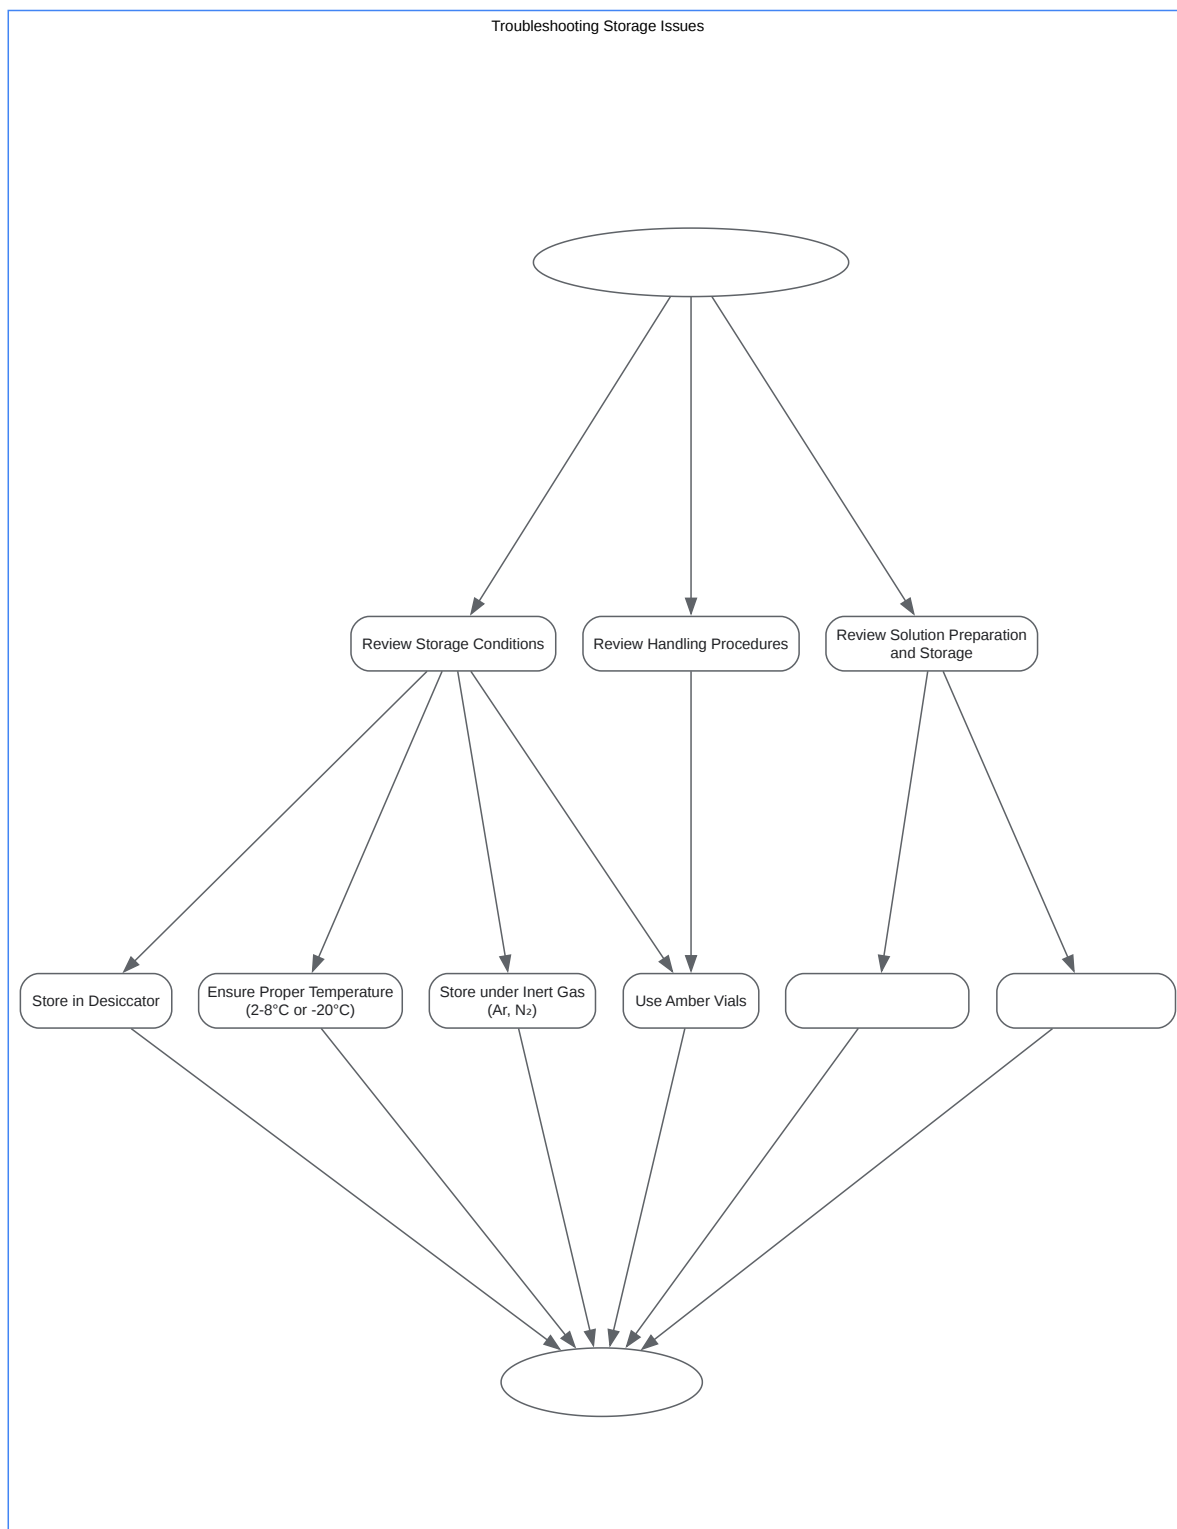 Troubleshooting Storage Issues
Review Storage Conditions
Review Handling Procedures
Review Solution Preparation
and Storage
Store in Desiccator
Ensure Proper Temperature
(2-8°C or -20°C)
Store under Inert Gas
(Ar, N₂)
Use Amber Vials